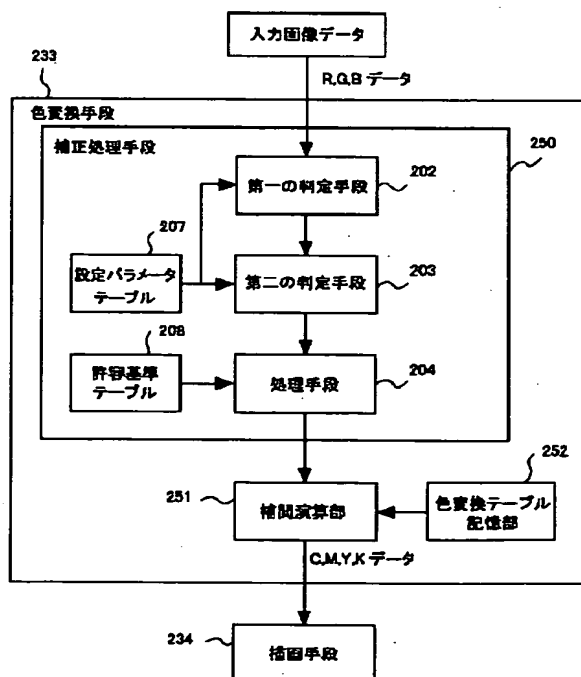 入力画像データ
233
R,G,B データ
色変換手段
補正処理手段
250
第一の判定手段
202
207
設定パラメータ
テーブル
第二の判定手段
203
208
許容基準
テーブル
処理手段
204
251
補間演算部
252
色変換テーブル
記憶部
C,M,Y,K データ
234
描画手段